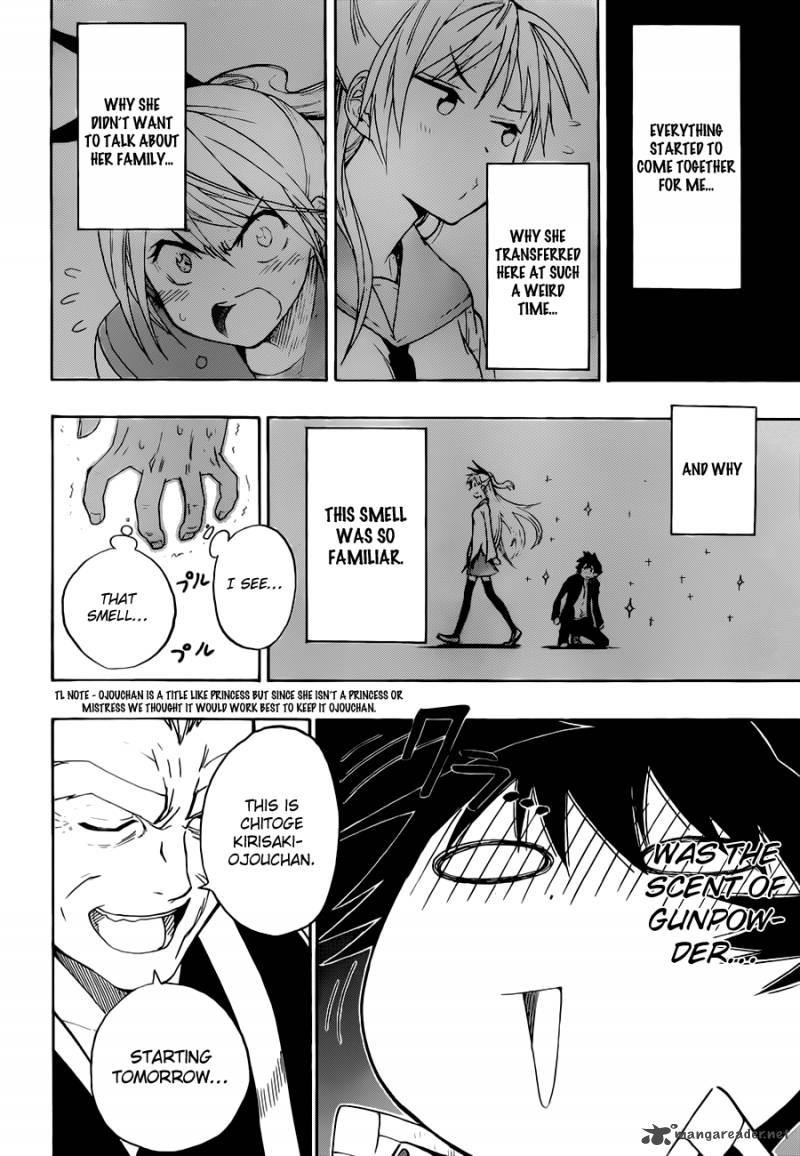 EVERYTHING
STARTED TO
COME TOGETHER
FOR ME...
WHY SHE
TRANSFERRED
HERE AT SUCH
A WEIRD
TIME...
WHY SHE
DIDN'T WANT
TO TALK ABOUT
HER FAMILY...
AND WHY
THIS SMELL
WAS SO
FAMILIAR.
I SEE...
プル
プル
THAT
SMELL...
TL NOTE - OJOUCHAN IS A TITLE LIKE PRINCESS BUT SINCE SHE ISN'T A PRINCESS OR
MISTRESS WE THOUGHT IT WOULD WORK BEST TO KEEP IT OJOUCHAN.
クラ...
WAS THE
SCENT OF
GUNPOW-
DER...
THIS IS
CHITOGE
KIRISAKI-
OJOUCHAN.
STARTING
TOMORROW...
mangareader.net